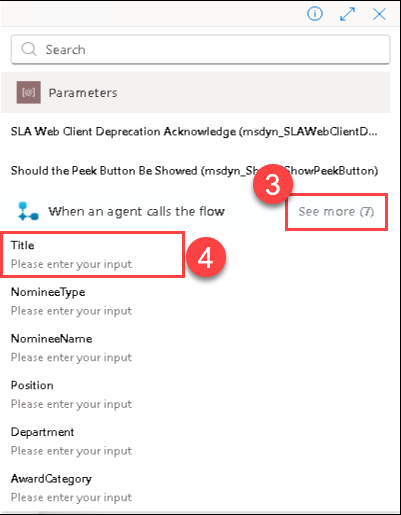 Search
Parameters
SLA Web Client Deprecation Acknowledge (msdyn_SLAWebClientD...
Should the Peek Button Be Showed (msdyn_Sh ShowPeekButton)
3
When an agent calls the flow See more (7)
Title
Please enter your input
4
NomineeType
Please enter your input
NomineeName
Please enter your input
Position
Please enter your input
Department
Please enter your input
AwardCategory
Please enter your input